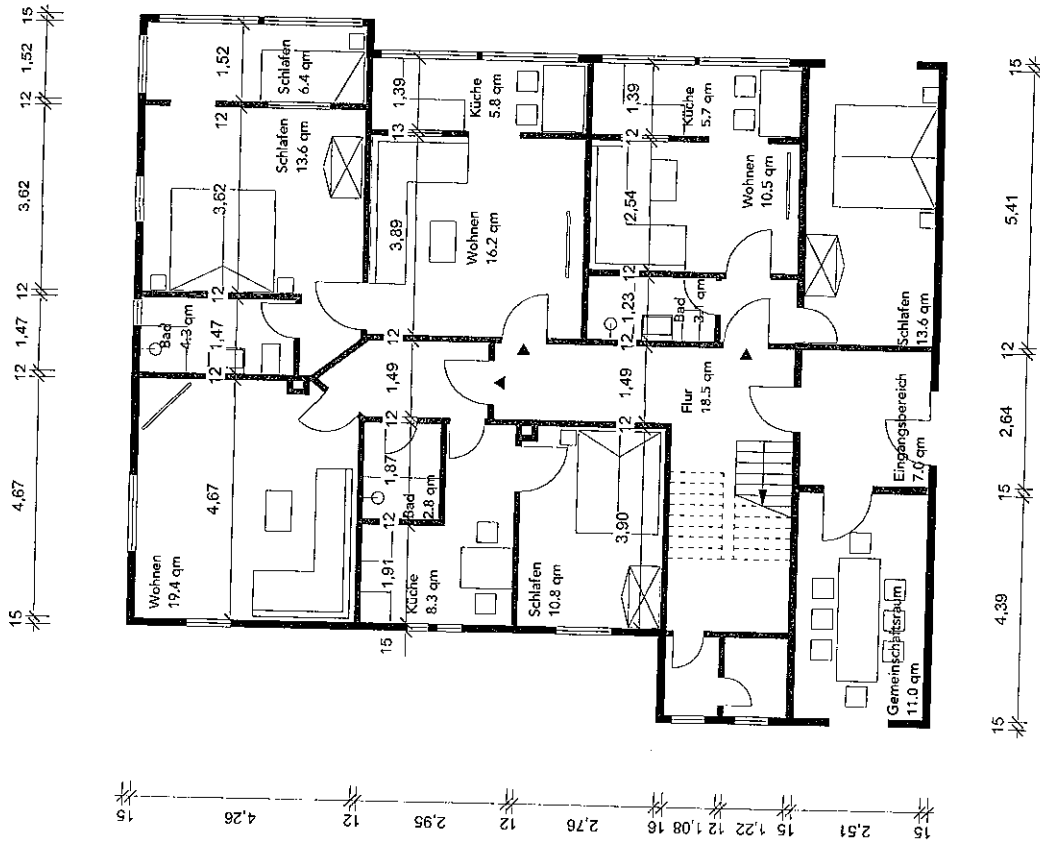 15
1,52
12
3,62
12
1,47
12
4,67
15
1,52
Schlafen
6.4 qm
12
Schlafen
13.6 qm
3,62
12
Bad
4.3 qm
1,47
12
Wohnen
19.4 qm
4,67
1,39
Küche
5.8 qm
13
3,89
Wohnen
16.2 qm
12
1,49
12
1,87
Bad
2.8 qm
12
1,91
Küche
8.3 qm
15
1,39
Küche
5.7 qm
12
2,54
Wohnen
10.5 qm
12
1,23
Bad
3.1 qm
12
1,49
12
Flur
18.5 qm
3,90
Schlafen
10.8 qm
Schlafen
13.6 qm
Eingangsbereich
7.0 qm
Gemeinschaftsraum
11.0 qm
15
5,41
12
2,64
15
4,39
15
15
4,26
12
2,95
12
2,76
16
1,08
12
1,22
15
2,51
15